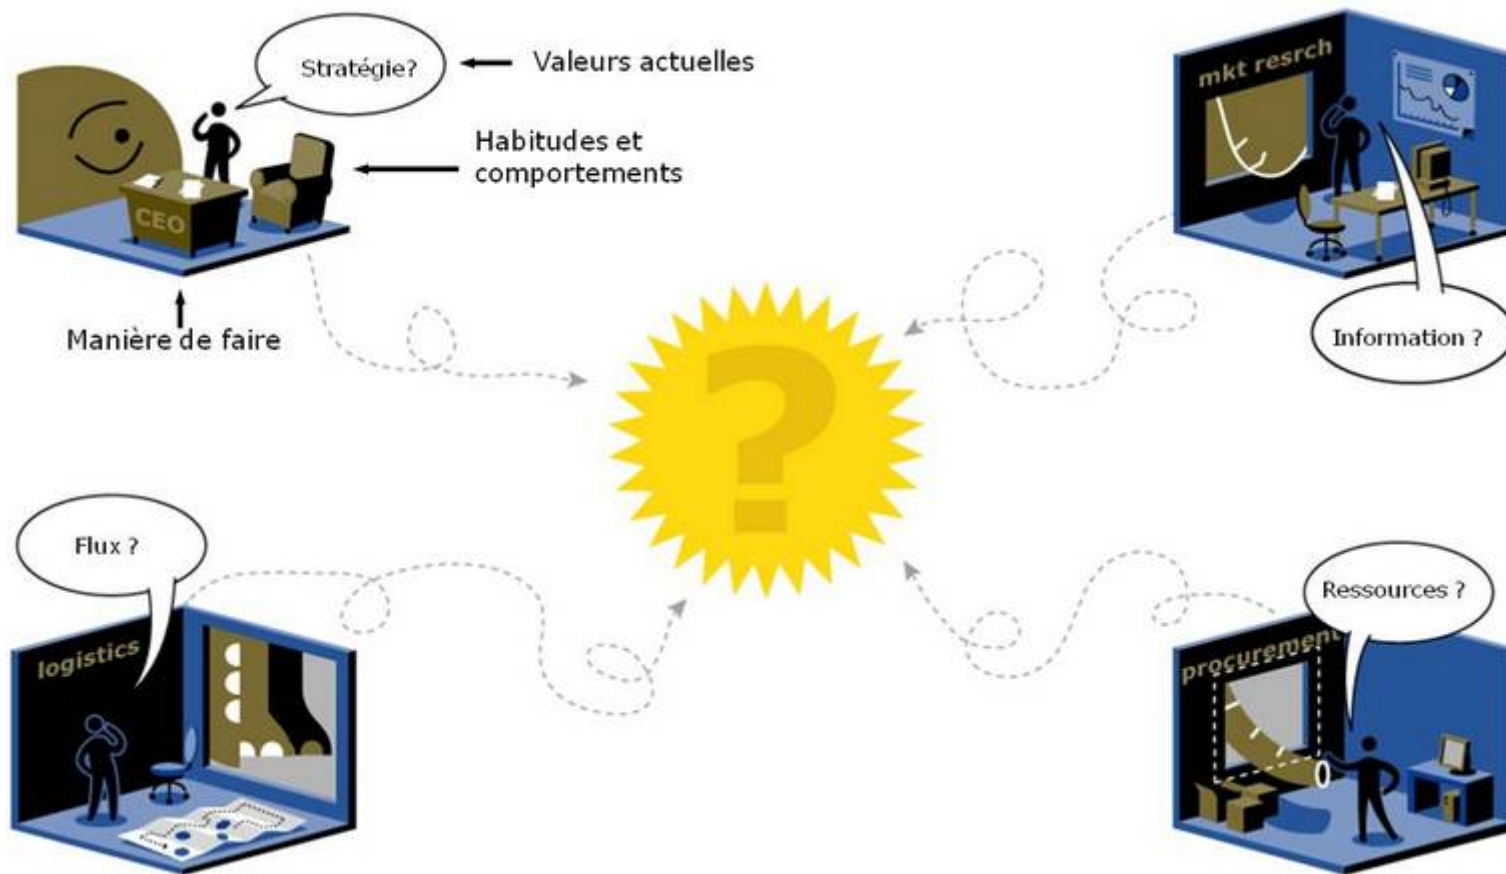 Stratégie?
Valeurs actuelles
Habitudes et
comportements
CEO
Manière de faire
mkt resrch
Information ?
?
Flux ?
logistics
Ressources ?
procurement